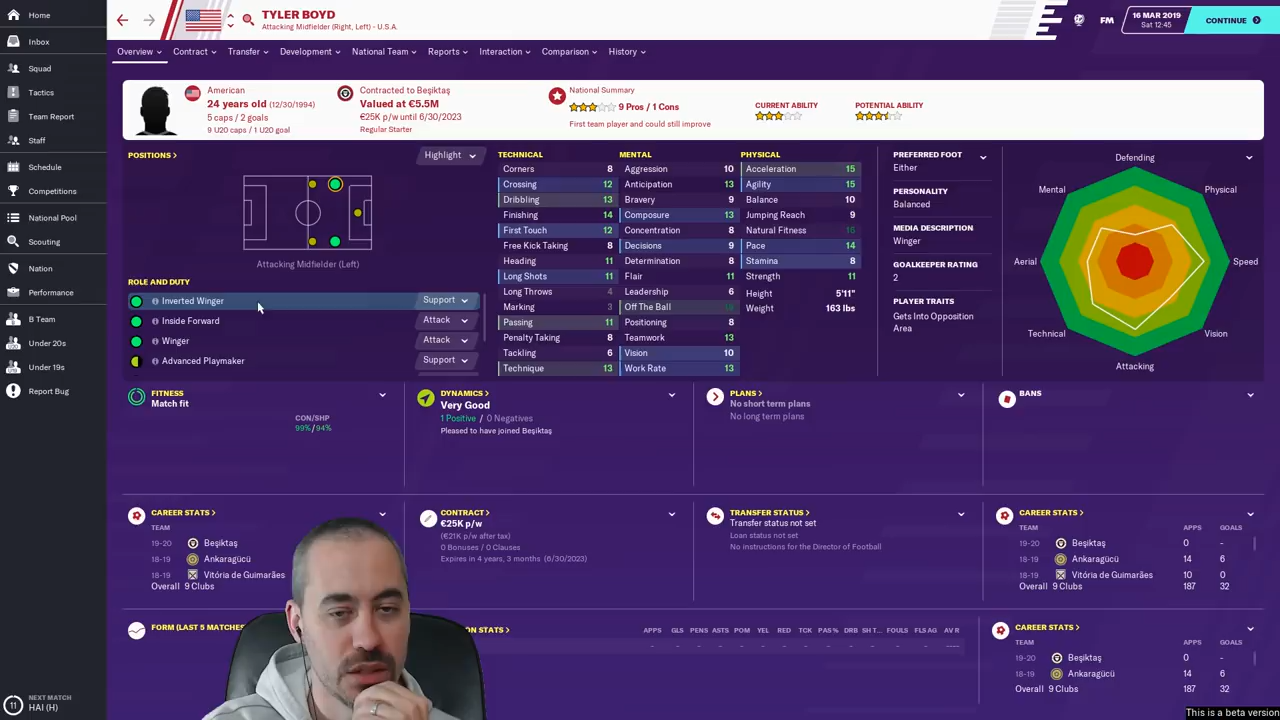 Home
Inbox
Squad
Tactics
Team Report
Staff
Schedule
Competitions
National Pool
Scouting
Nation
Performance
B Team
Under20s
Under19s
Report Bug
11
NEXT MATCH
HAI (H)
TYLER BOYD
Attacking Midfielder (Right, Left) - U.S.A.
FM
16 MAR 2019
Sat 12:45
CONTINUE
Overview
Contract
Transfer
Development
National Team
Reports
Interaction
Comparison
History
American
24 years old (12/30/1994)
5 caps / 2 goals
9 U20 caps / 1 U20 goal
Contracted to Beşiktaş
Valued at €5.5M
€25K p/w until 6/30/2023
Regular Starter
National Summary
9 Pros / 1 Cons
First team player and could still improve
CURRENT ABILITY
POTENTIAL ABILITY
POSITIONS
Highlight
Attacking Midfielder (Left)
ROLE AND DUTY
Inverted Winger Support
Inside Forward Attack
Winger Attack
Advanced Playmaker Support
TECHNICAL
Corners 8
Crossing 12
Dribbling 13
Finishing 14
First Touch 12
Free Kick Taking 8
Heading 11
Long Shots 11
Long Throws 4
Marking 3
Passing 11
Penalty Taking 8
Tackling 6
Technique 13
MENTAL
Aggression 10
Anticipation 13
Bravery 9
Composure 13
Concentration 8
Decisions 9
Determination 8
Flair 11
Leadership 6
Off The Ball
Positioning 8
Teamwork 13
Vision 10
Work Rate 13
PHYSICAL
Acceleration 15
Agility 15
Balance 10
Jumping Reach 9
Natural Fitness 16
Pace 14
Stamina 8
Strength 11
Height 5'11"
Weight 163 lbs
PREFERRED FOOT
Either
PERSONALITY
Balanced
MEDIA DESCRIPTION
Winger
GOALKEEPER RATING
2
PLAYER TRAITS
Gets Into Opposition
Area
Defending
Physical
Speed
Vision
Attacking
Technical
Aerial
Mental
FITNESS
Match fit
CON/SHP
99%/94%
DYNAMICS
Very Good
1 Positive / 0 Negatives
Pleased to have joined Beşiktaş
PLANS
No short term plans
No long term plans
BANS
CAREER STATS
TEAM
19-20 Beşiktaş
18-19 Ankaragücü
18-19 Vitória de Guimarães
Overall 9 Clubs
CONTRACT
€25K p/w
(€21K p/w after tax)
0 Bonuses / 0 Clauses
Expires in 4 years, 3 months (6/30/2023)
TRANSFER STATUS
Transfer status not set
Loan status not set
No instructions for the Director of Football
CAREER STATS
TEAM APPS GOALS
19-20 Beşiktaş 0 -
18-19 Ankaragücü 14 6
18-19 Vitória de Guimarães 10 0
Overall 9 Clubs 187 32
FORM (LAST 5 MATCHES
ON STATS
APPS GLS PENS ASTS POM YEL RED TCK PAS% DRB SH T... FOULS FLS AG AV R
CAREER STATS
TEAM APPS GOALS
19-20 Beşiktaş 0 -
18-19 Ankaragücü 14 6
Overall 9 Clubs 187 32
This is a beta version